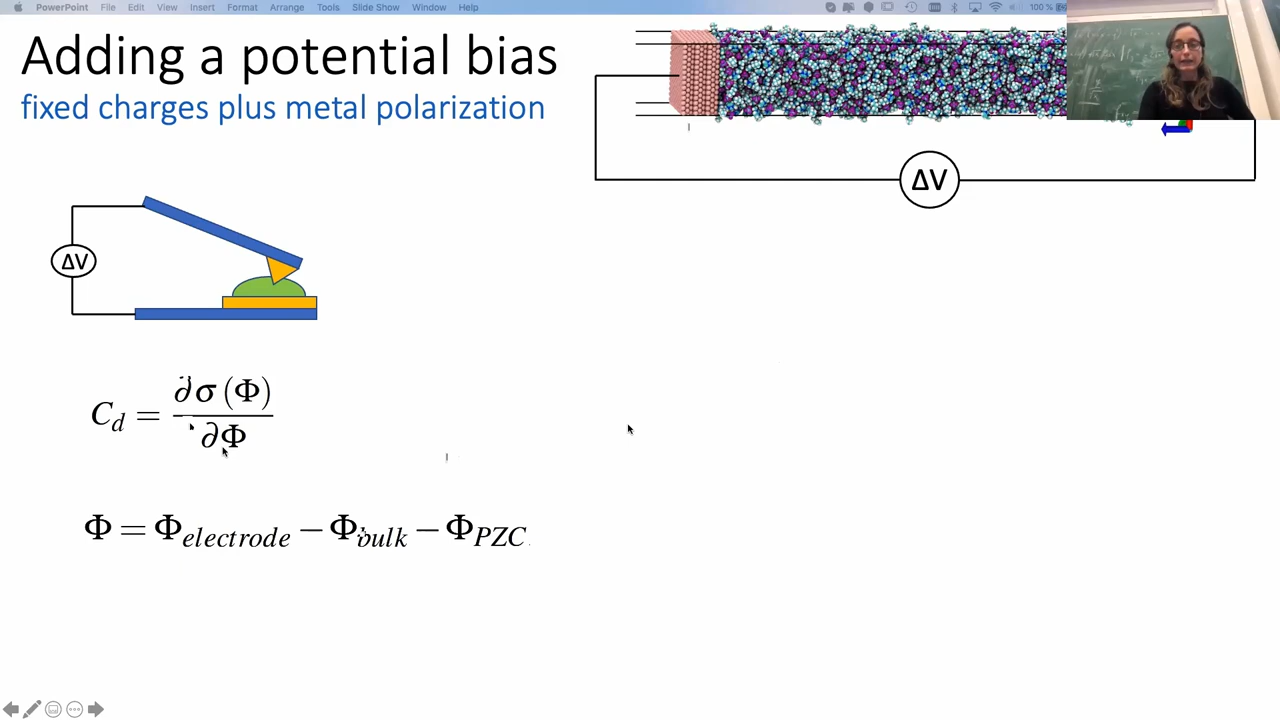 PowerPoint File Edit View Insert Format Arrange Tools Slide Show Window Help 100 %
Adding a potential bias
fixed charges plus metal polarization
ΔV
ΔV
C_d = ∂σ(Φ) / ∂Φ
Φ = Φ_electrode − Φ_bulk − Φ_PZC